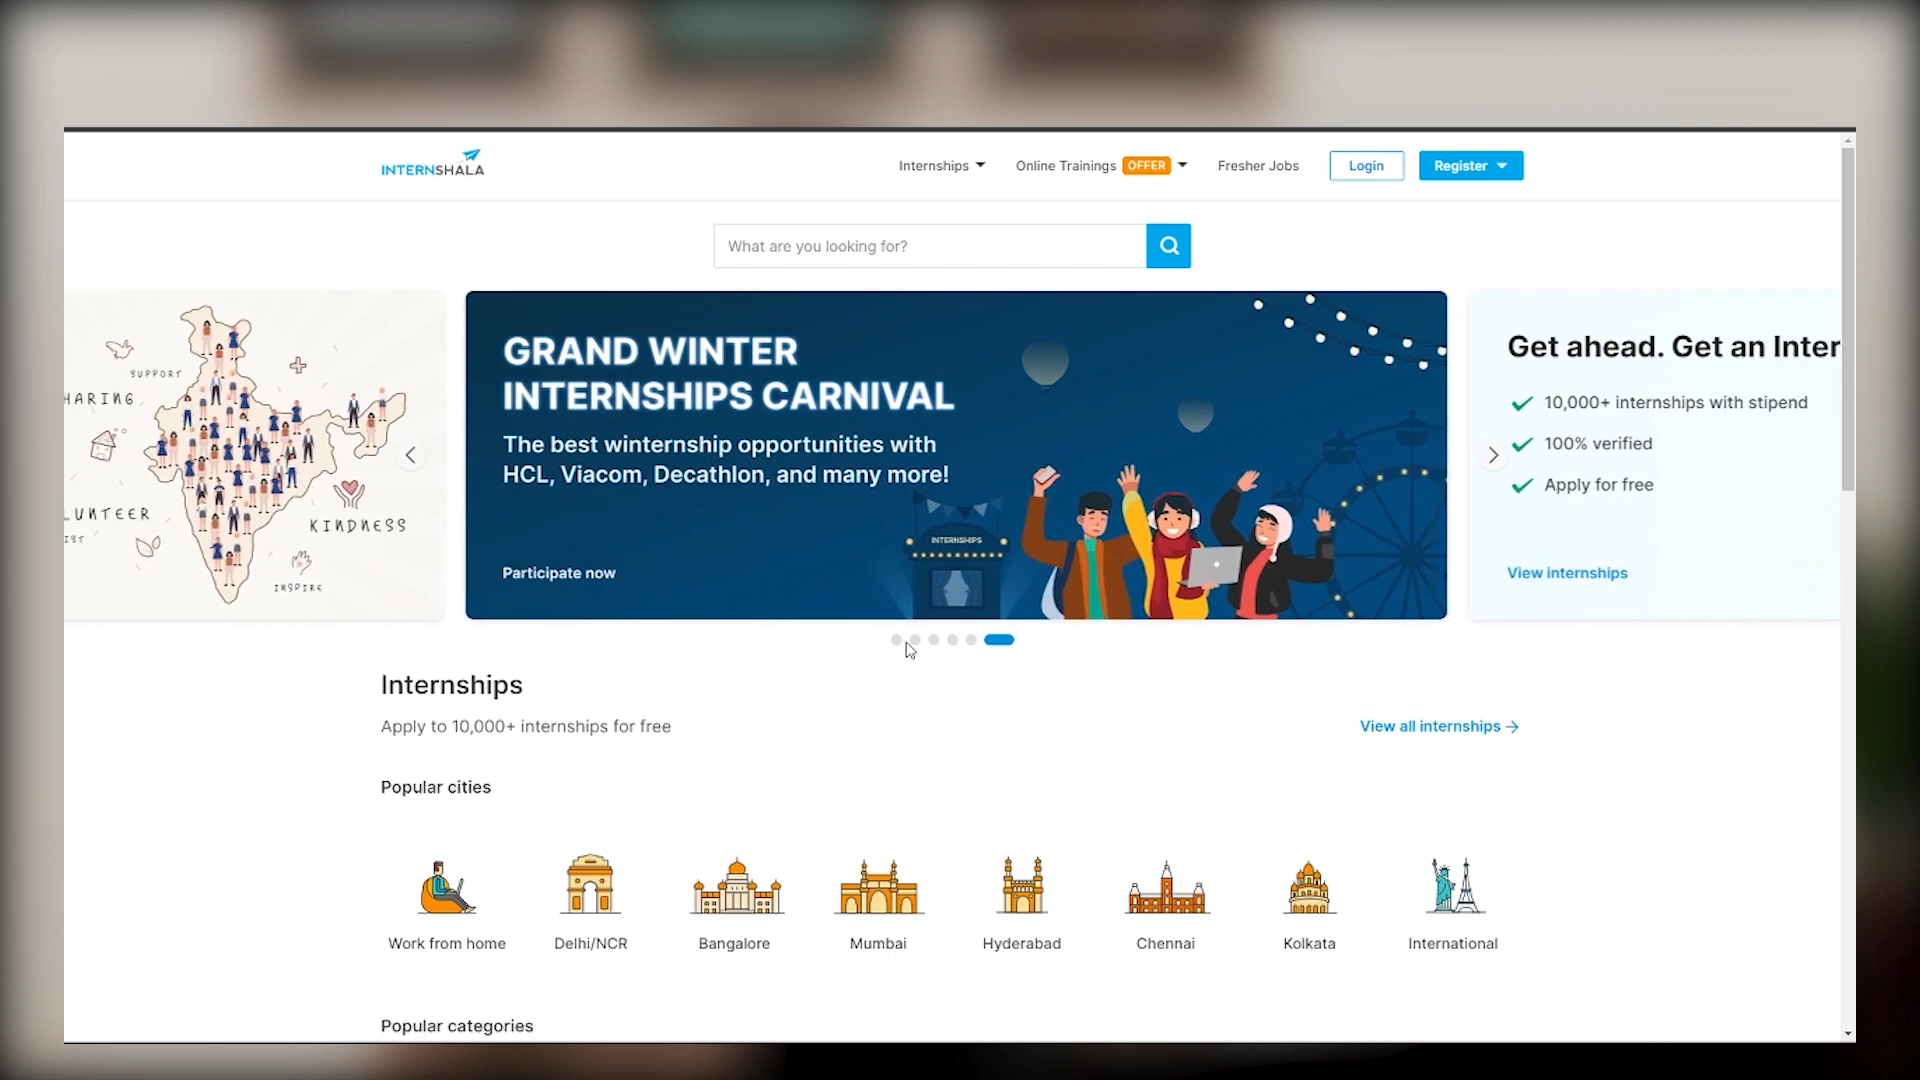 INTERNSHALA
Internships
Online Trainings OFFER
Fresher Jobs
Login
Register
What are you looking for?
SUPPORT
HARING
LUNTEER
KINDNESS
INSPIRE
GRAND WINTER
INTERNSHIPS CARNIVAL
The best winternship opportunities with
HCL, Viacom, Decathlon, and many more!
INTERNSHIPS
Participate now
Get ahead. Get an Inter
10,000+ internships with stipend
100% verified
Apply for free
View internships
Internships
Apply to 10,000+ internships for free
View all internships
Popular cities
Work from home
Delhi/NCR
Bangalore
Mumbai
Hyderabad
Chennai
Kolkata
International
Popular categories